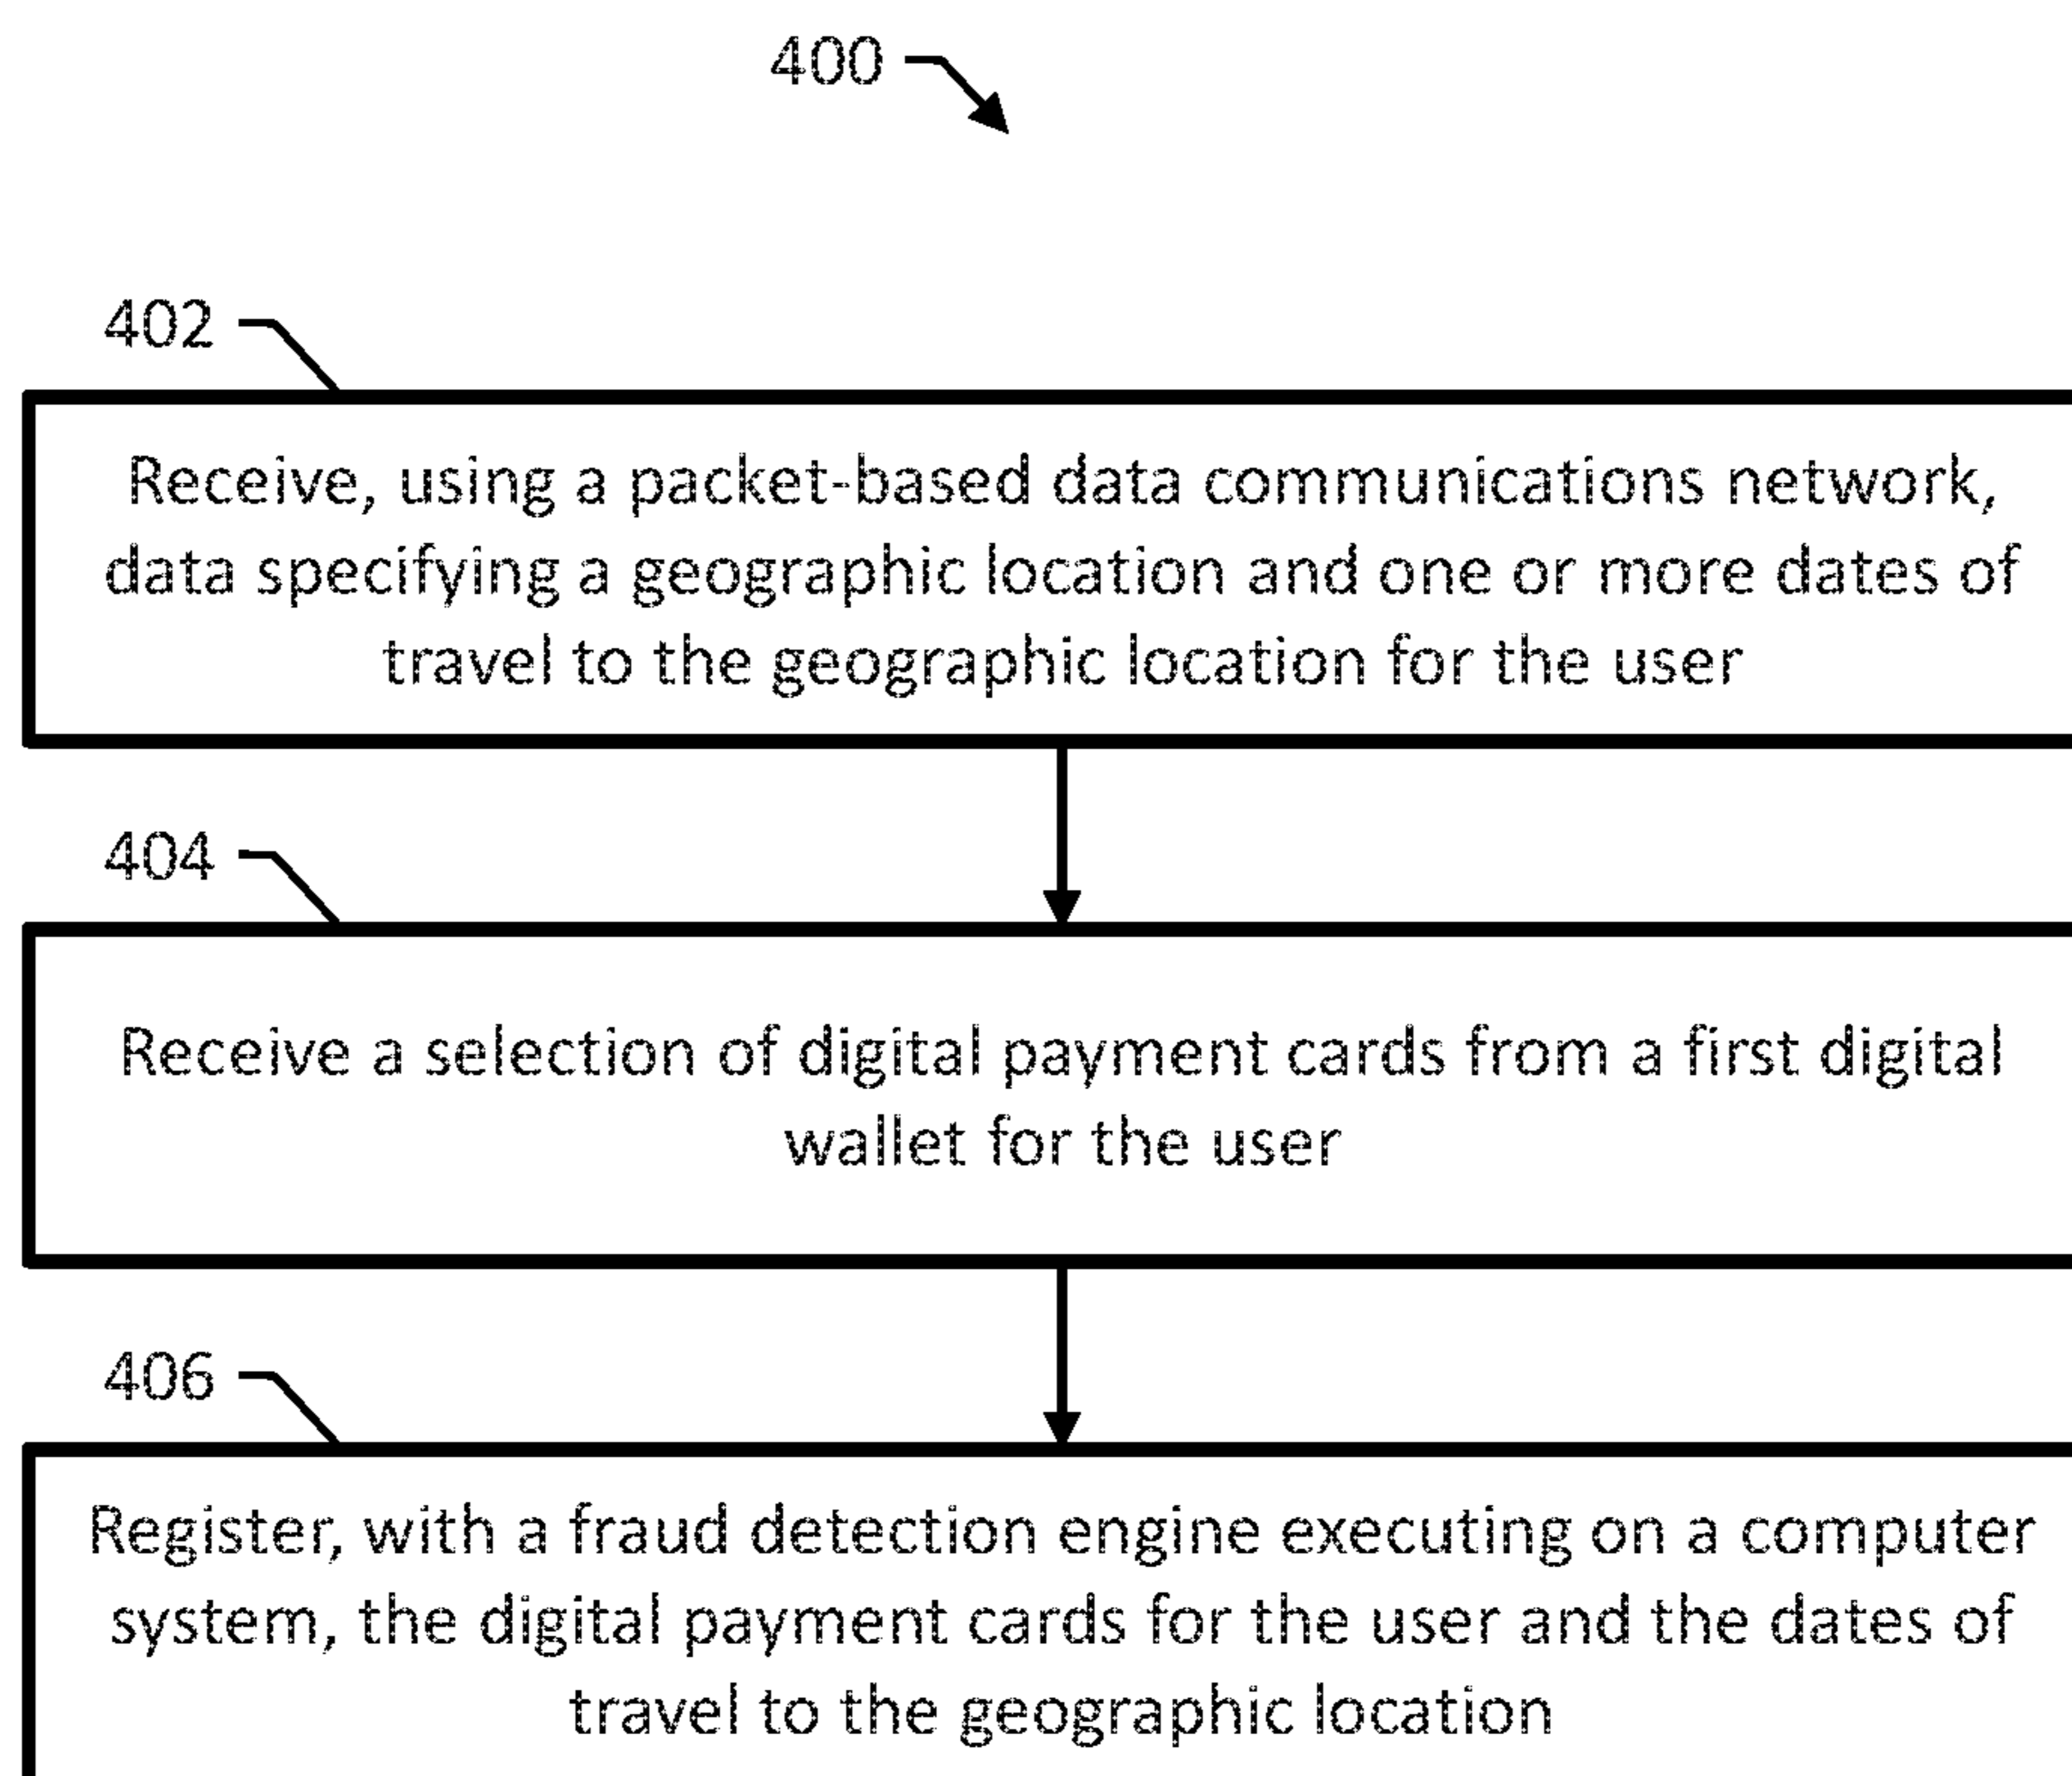 400
402
Receive, using a packet-based data communications network,
data specifying a geographic location and one or more dates of
travel to the geographic location for the user
404
Receive a selection of digital payment cards from a first digital
wallet for the user
406
Register, with a fraud detection engine executing on a computer
system, the digital payment cards for the user and the dates of
travel to the geographic location